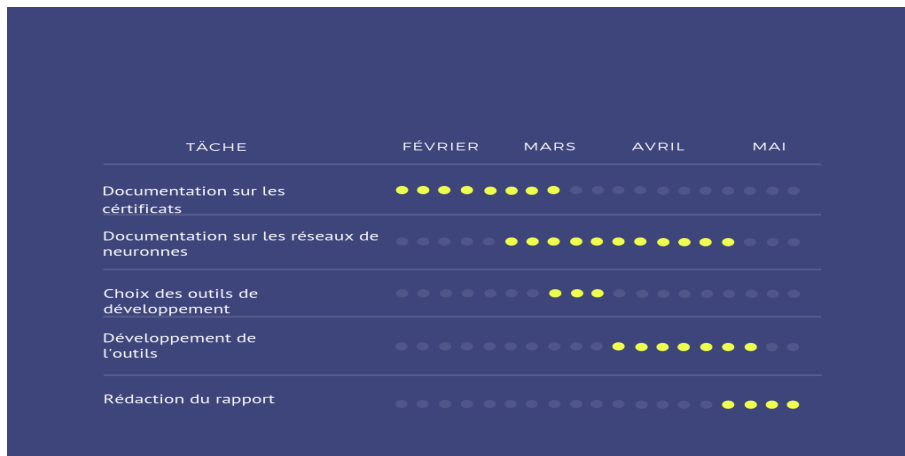 TÄCHE FÉVRIER MARS AVRIL MAI
Documentation sur les
cértificats
Documentation sur les réseaux de
neuronnes
Choix des outils de
développement
Développement de
l'outils
Rédaction du rapport